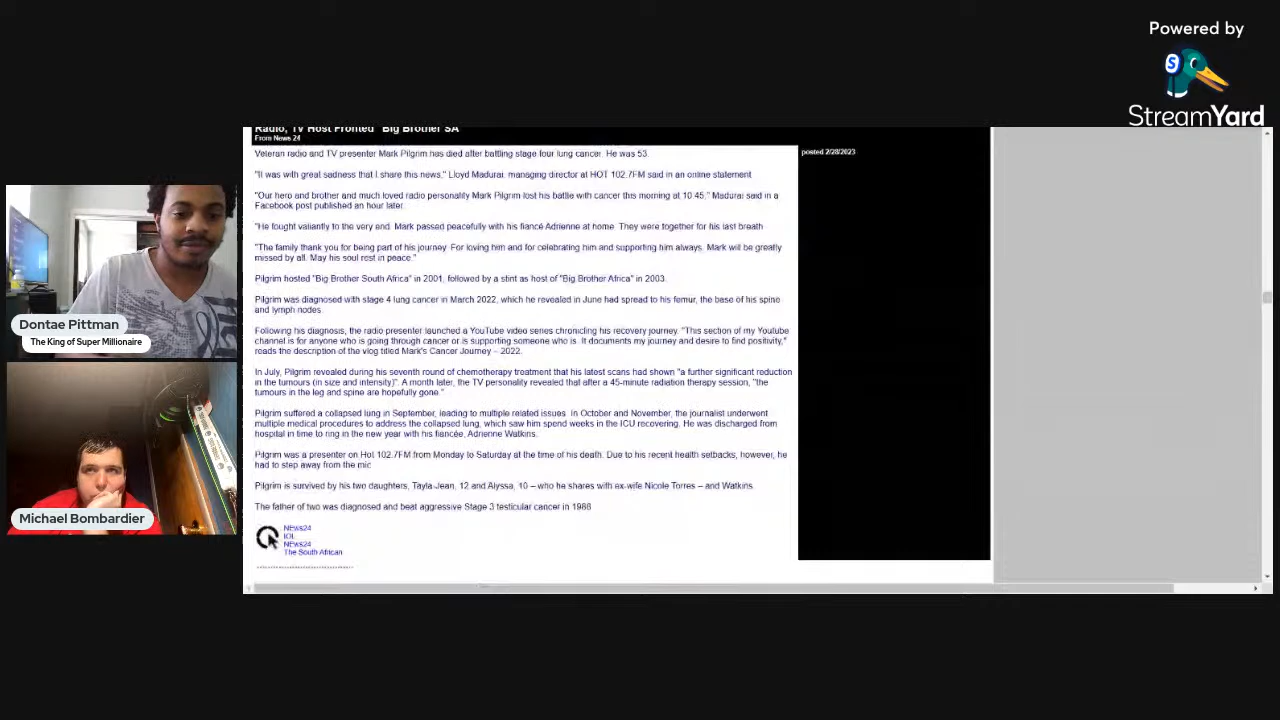 Powered by
S
StreamYard
Radio, TV Host Fronted "Big Brother SA"
From News 24
posted 2/28/2023
Veteran radio and TV presenter Mark Pilgrim has died after battling stage four lung cancer. He was 53.
"It was with great sadness that I share this news," Lloyd Madurai, managing director at HOT 102.7FM said in an online statement
"Our hero and brother and much loved radio personality Mark Pilgrim lost his battle with cancer this morning at 10:45," Madurai said in a
Facebook post published an hour later.
"He fought valiantly to the very end. Mark passed peacefully with his fiancé Adrienne at home. They were together for his last breath
"The family thank you for being part of his journey. For loving him and for celebrating him and supporting him always. Mark will be greatly
missed by all. May his soul rest in peace."
Pilgrim hosted "Big Brother South Africa" in 2001, followed by a stint as host of "Big Brother Africa" in 2003.
Pilgrim was diagnosed with stage 4 lung cancer in March 2022, which he revealed in June had spread to his femur, the base of his spine
and lymph nodes.
Following his diagnosis, the radio presenter launched a YouTube video series chronicling his recovery journey. "This section of my Youtube
channel is for anyone who is going through cancer or is supporting someone who is. It documents my journey and desire to find positivity,"
reads the description of the vlog titled Mark's Cancer Journey – 2022.
In July, Pilgrim revealed during his seventh round of chemotherapy treatment that his latest scans had shown "a further significant reduction
in the tumours (in size and intensity)". A month later, the TV personality revealed that after a 45-minute radiation therapy session, "the
tumours in the leg and spine are hopefully gone."
Pilgrim suffered a collapsed lung in September, leading to multiple related issues. In October and November, the journalist underwent
multiple medical procedures to address the collapsed lung, which saw him spend weeks in the ICU recovering. He was discharged from
hospital in time to ring in the new year with his fiancée, Adrienne Watkins.
Pilgrim was a presenter on Hot 102.7FM from Monday to Saturday at the time of his death. Due to his recent health setbacks, however, he
had to step away from the mic.
Pilgrim is survived by his two daughters, Tayla-Jean, 12 and Alyssa, 10 – who he shares with ex-wife Nicole Torres – and Watkins.
The father of two was diagnosed and beat aggressive Stage 3 testicular cancer in 1988
NEws24
IOL
NEws24
The South African
Dontae Pittman
The King of Super Millionaire
Michael Bombardier